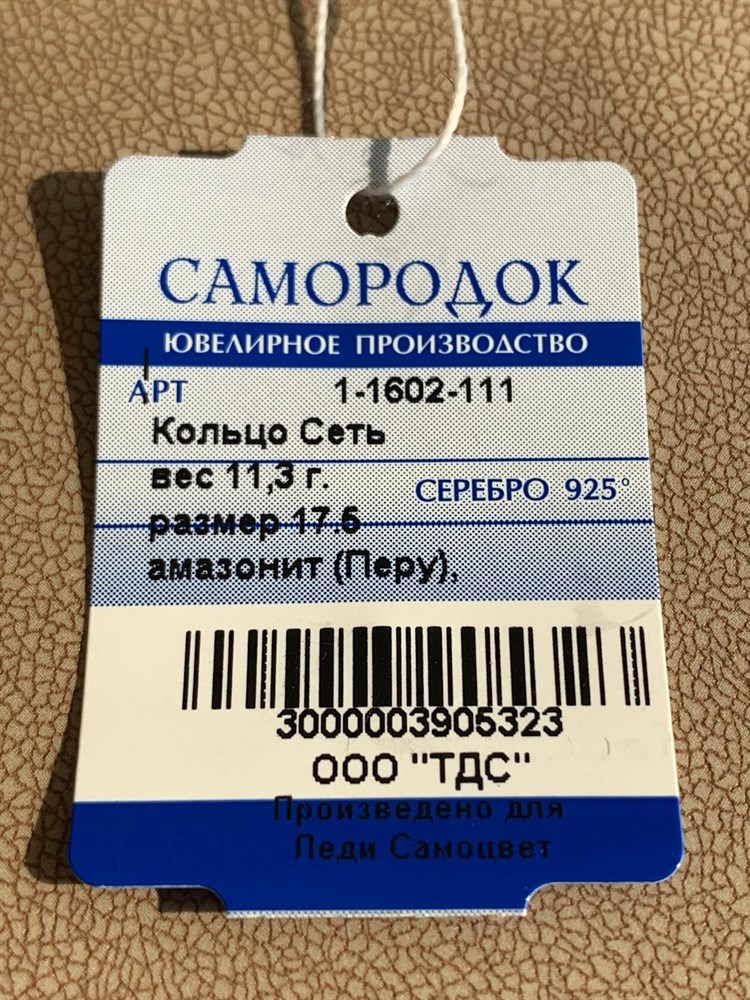 САМОРОДОК
ЮВЕЛИРНОЕ ПРОИЗВОДСТВО
АРТ 1-1602-111
Кольцо Сеть
вес 11,3 г. СЕРЕБРО 925°
размер 17.5
амазонит (Перу),
3000003905323
ООО "ТДС"
Произведено для
Леди Самоцвет